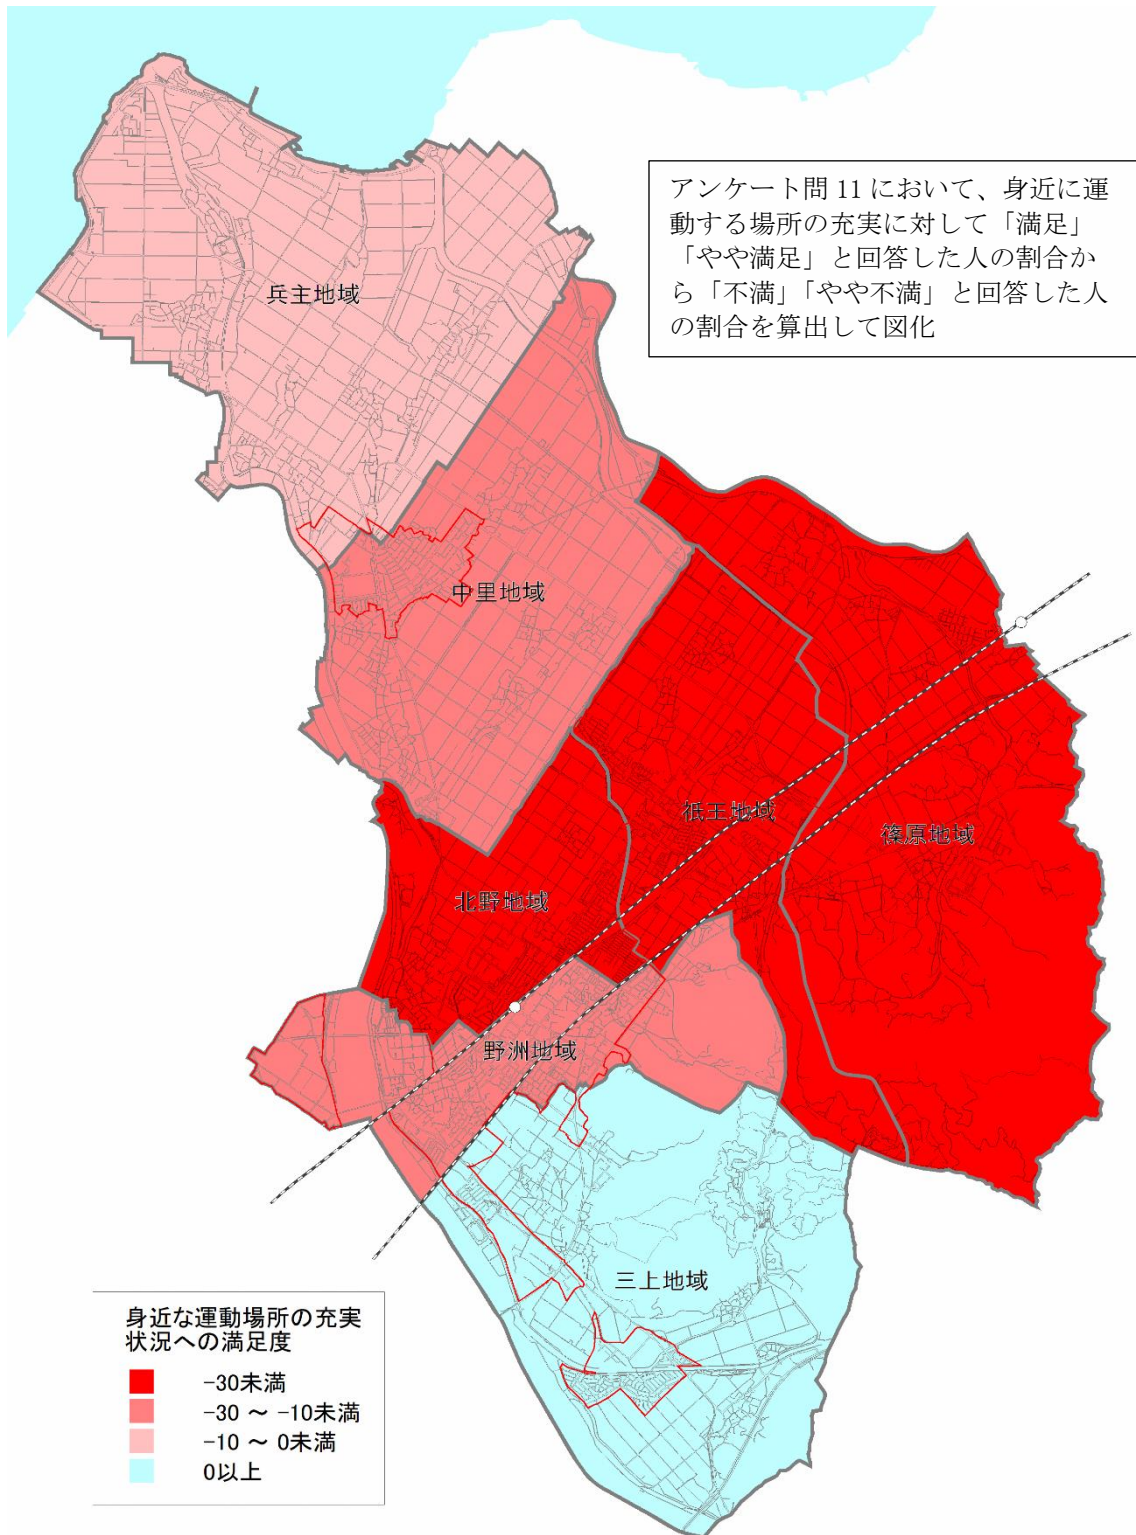 アンケート問 11 において、身近に運
動する場所の充実に対して「満足」
「やや満足」と回答した人の割合か
ら「不満」「やや不満」と回答した人
の割合を算出して図化
兵主地域
中里地域
祇王地域
篠原地域
北野地域
野洲地域
三上地域
身近な運動場所の充実
状況への満足度
-30未満
-30 ～ -10未満
-10 ～ 0未満
0以上